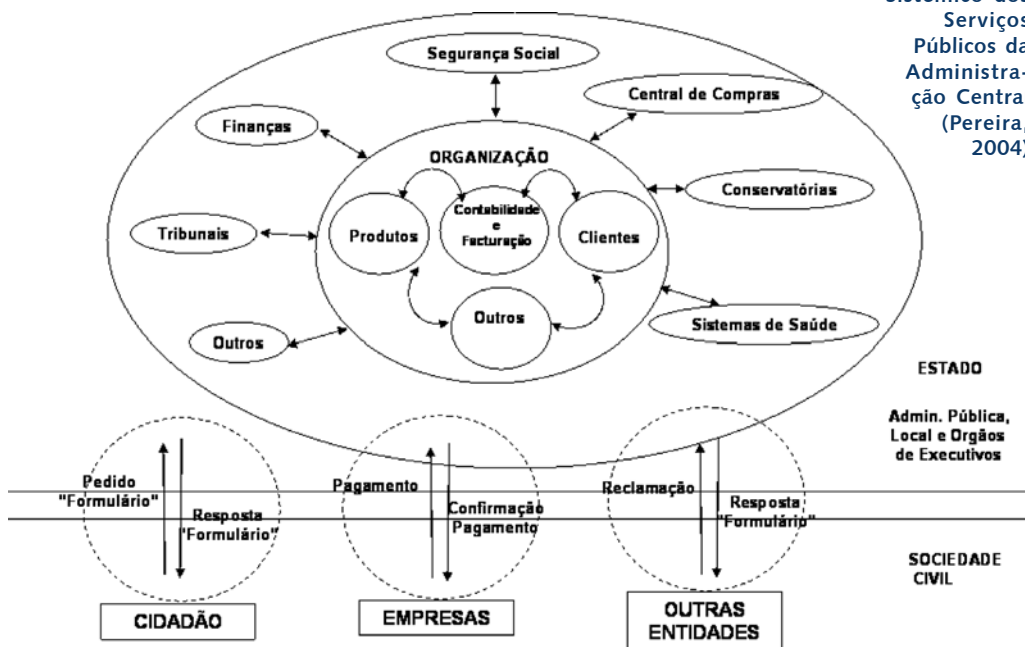 Sistémico dos
Serviços
Públicos da
Administra-
ção Central
(Pereira,
2004)
Segurança Social
Central de Compras
Finanças
ORGANIZAÇÃO
Conservatórias
Contabilidade
e
Facturação
Tribunais
Produtos
Clientes
Outros
Sistemas de Saúde
Outros
ESTADO
Admin. Pública,
Local e Orgãos
de Executivos
Pedido
"Formulário"
Resposta
"Formulário"
Pagamento
Confirmação
Pagamento
Reclamação
Resposta
"Formulário"
SOCIEDADE
CIVIL
CIDADÃO
EMPRESAS
OUTRAS
ENTIDADES